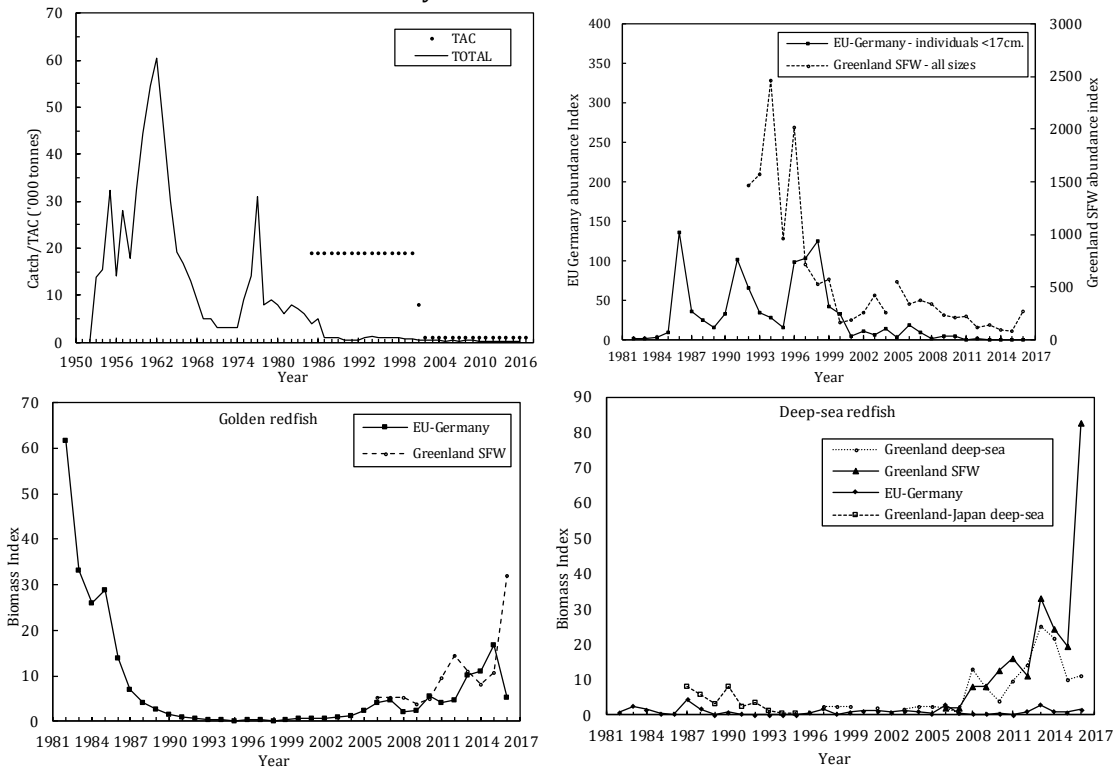 70
60
50
40
30
20
10
0
Catch/TAC ('000 tonnes)
TAC
TOTAL
1950 1956 1962 1968 1974 1980 1986 1992 1998 2004 2010 2016
Year
400
350
300
250
200
150
100
50
0
EU Germany abundance Index
EU-Germany - individuals <17cm.
Greenland SFW - all sizes
3000
2500
2000
1500
1000
500
0
Greenland SFW abundance index
1981 1984 1987 1990 1993 1996 1999 2002 2005 2008 2011 2014 2017
Year
70
60
50
40
30
20
10
0
Biomass Index
Golden redfish
EU-Germany
Greenland SFW
1981 1984 1987 1990 1993 1996 1999 2002 2005 2008 2011 2014 2017
Year
90
80
70
60
50
40
30
20
10
0
Biomass Index
Deep-sea redfish
Greenland deep-sea
Greenland SFW
EU-Germany
Greenland-Japan deep-sea
1981 1984 1987 1990 1993 1996 1999 2002 2005 2008 2011 2014 2017
Year